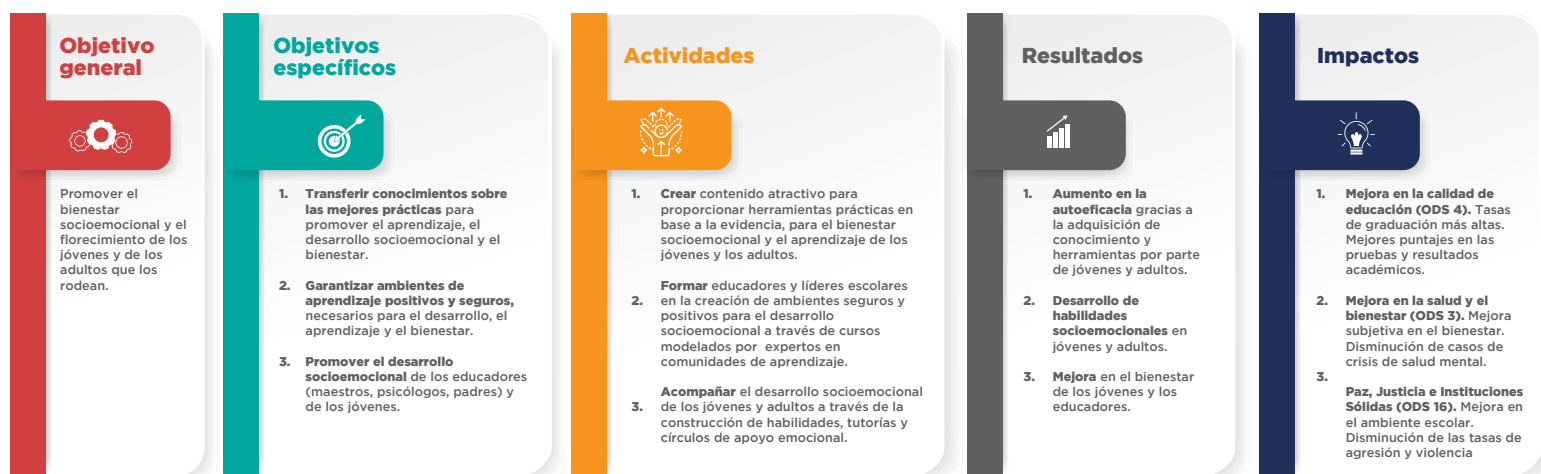 Objetivo
general
Promover el
bienestar
socioemocional y el
florecimiento de los
jóvenes y de los
adultos que los
rodean.
Objetivos
específicos
1. Transferir conocimientos sobre
las mejores prácticas para
promover el aprendizaje, el
desarrollo socioemocional y el
bienestar.
2. Garantizar ambientes de
aprendizaje positivos y seguros,
necesarios para el desarrollo, el
aprendizaje y el bienestar.
3. Promover el desarrollo
socioemocional de los educadores
(maestros, psicólogos, padres) y
de los jóvenes.
Actividades
1. Crear contenido atractivo para
proporcionar herramientas prácticas en
base a la evidencia, para el bienestar
socioemocional y el aprendizaje de los
jóvenes y los adultos.
Formar educadores y líderes escolares
2. en la creación de ambientes seguros y
positivos para el desarrollo
socioemocional a través de cursos
modelados por expertos en
comunidades de aprendizaje.
Acompañar el desarrollo socioemocional
3. de los jóvenes y adultos a través de la
construcción de habilidades, tutorías y
círculos de apoyo emocional.
Resultados
1. Aumento en la
autoeficacia gracias a
la adquisición de
conocimiento y
herramientas por parte
de jóvenes y adultos.
2. Desarrollo de
habilidades
socioemocionales en
jóvenes y adultos.
3. Mejora en el bienestar
de los jóvenes y los
educadores.
Impactos
1. Mejora en la calidad de
educación (ODS 4). Tasas
de graduación más altas.
Mejores puntajes en las
pruebas y resultados
académicos.
2. Mejora en la salud y el
bienestar (ODS 3). Mejora
subjetiva en el bienestar.
Disminución de casos de
crisis de salud mental.
3.
Paz, Justicia e Instituciones
Sólidas (ODS 16). Mejora en
el ambiente escolar.
Disminución de las tasas de
agresión y violencia